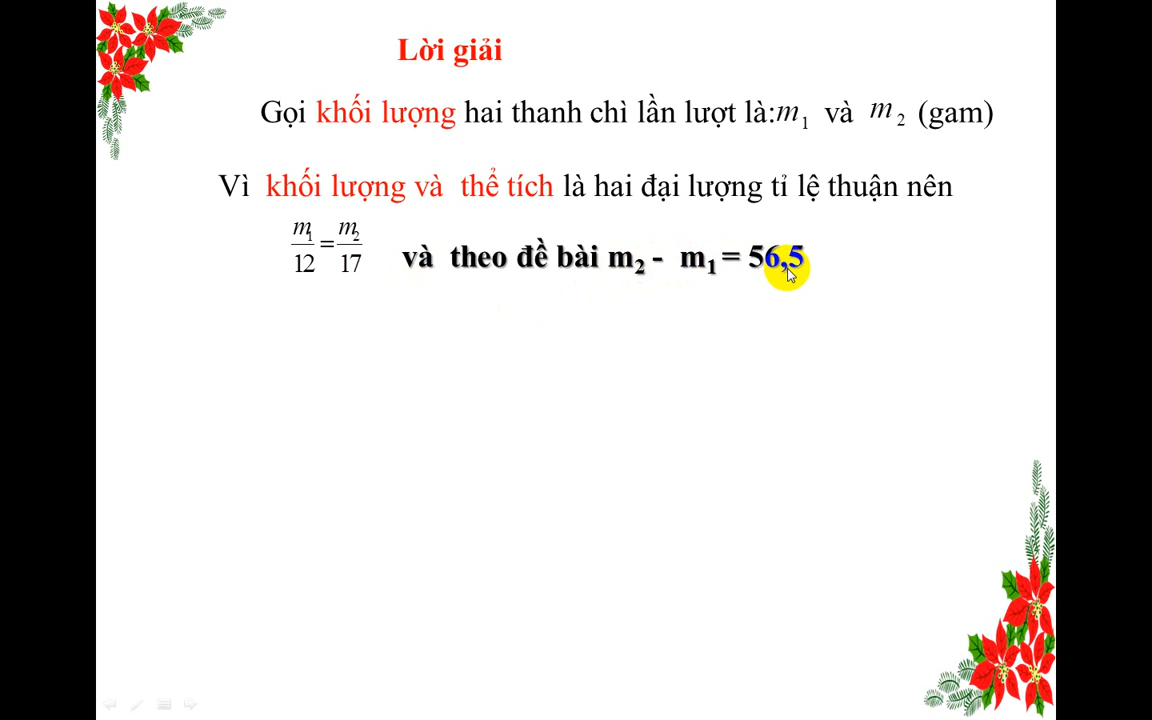 Lời giải
Gọi khối lượng hai thanh chì lần lượt là:m₁ và m₂ (gam)
Vì khối lượng và thể tích là hai đại lượng tỉ lệ thuận nên
m₁/12 = m₂/17 và theo đề bài m₂ - m₁ = 56,5